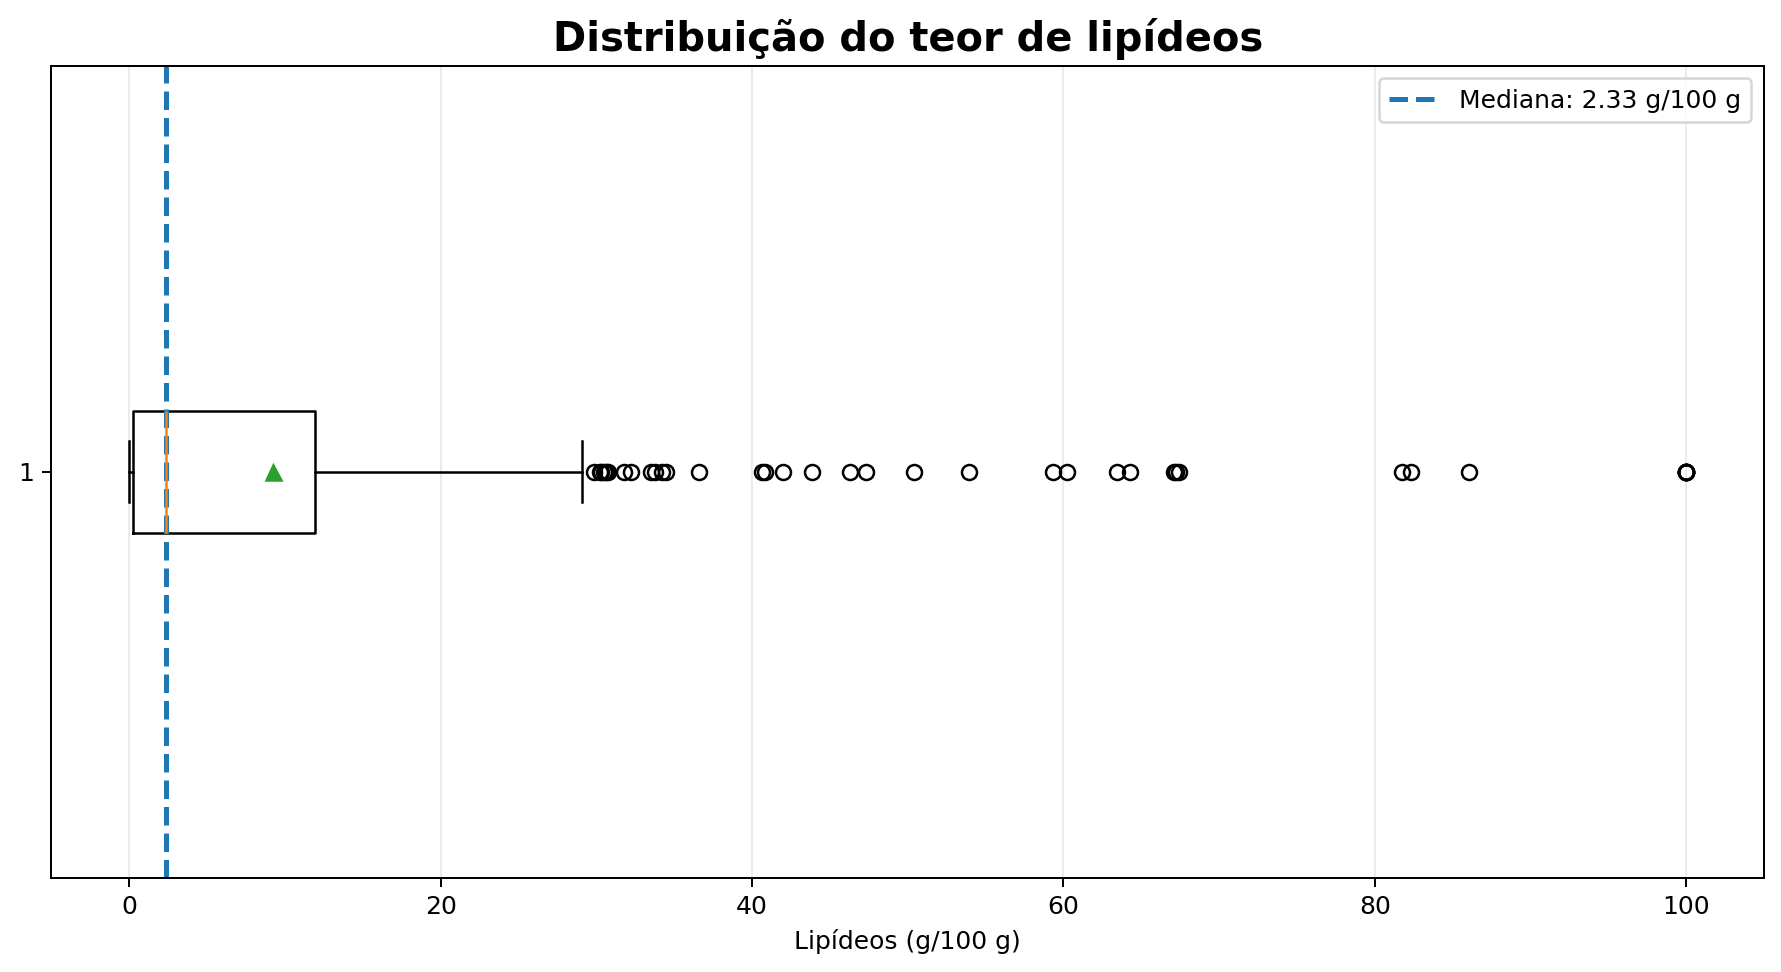 Distribuição do teor de lipídeos
Mediana: 2.33 g/100 g
1
0 20 40 60 80 100
Lipídeos (g/100 g)